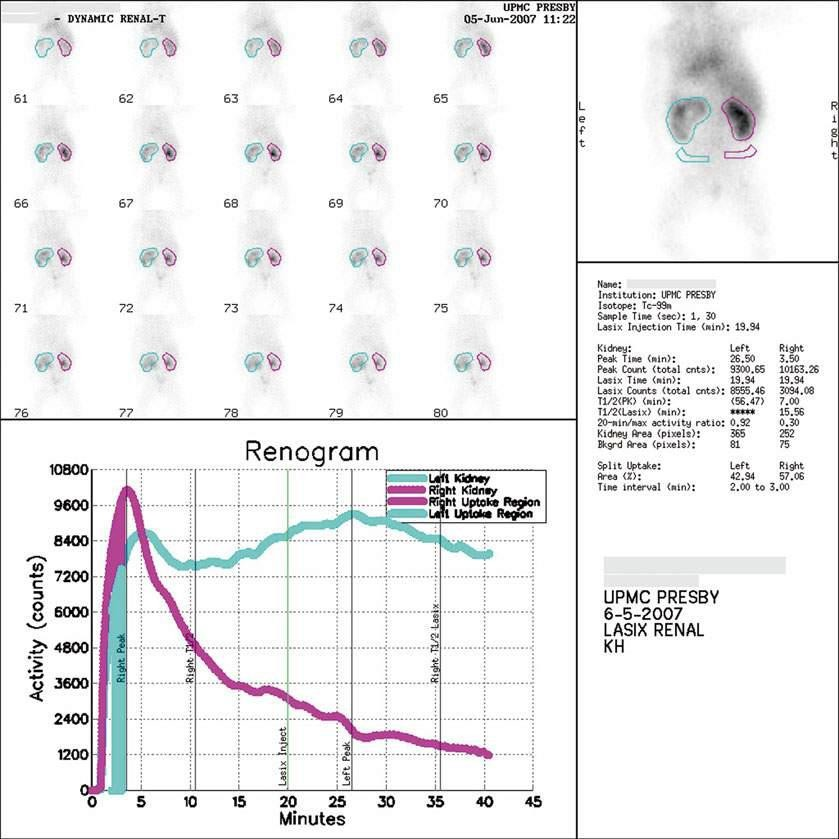 UPMC PRESBY
- DYNAMIC RENAL-T 05-Jun-2007 11:22
61 62 63 64 65
66 67 68 69 70
71 72 73 74 75
76 77 78 79 80
Left
Right
Name:
Institution: UPMC PRESBY
Isotope: Tc-99m
Sample Time (sec): 1, 30
Lasix Injection Time (min): 19.94
Kidney: Left Right
Peak Time (min): 26.50 3.50
Peak Count (total cnts): 9300.65 10163.26
Lasix Time (min): 19.94 19.94
Lasix Counts (total cnts): 8555.46 3094.08
T1/2(PK) (min): (56.47) 7.00
T1/2(Lasix) (min): ***** 15.56
20-min/max activity ratio: 0.92 0.30
Kidney Area (pixels): 365 252
Bkgrd Area (pixels): 81 75
Split Uptake: Left Right
Area (%): 42.94 57.06
Time interval (min): 2.00 to 3.00
UPMC PRESBY
6-5-2007
LASIX RENAL
KH
Renogram
Left Kidney
Right Kidney
Right Uptake Region
Left Uptoke Region
Activity (counts)
10800
9600
8400
7200
6000
4800
3600
2400
1200
0
Right Peak
Right T1/2
Lasix Inject
Left Peak
Right T1/2 Lasix
0 5 10 15 20 25 30 35 40 45
Minutes